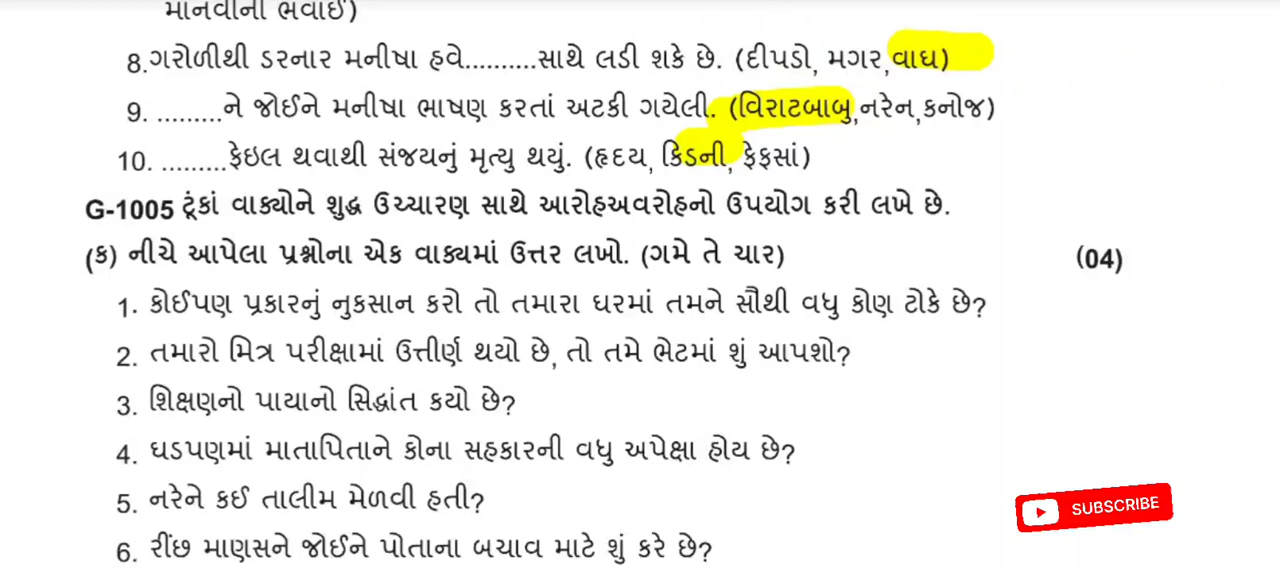 માનવીની ભવાઈ)
8.ગરોળીથી ડરનાર મનીષા હવે..........સાથે લડી શકે છે. (દીપડો, મગર,વાઘ)
9. .........ને જોઈને મનીષા ભાષણ કરતાં અટકી ગયેલી. (વિરાટબાબુ,નરેન,કનોજ)
10. .........ફેઇલ થવાથી સંજયનું મૃત્યુ થયું. (હૃદય, કિડની, ફેફસાં)
G-1005 ટૂંકાં વાક્યોને શુદ્ધ ઉચ્ચારણ સાથે આરોહઅવરોહનો ઉપયોગ કરી લખે છે.
(ક) નીચે આપેલા પ્રશ્નોના એક વાક્યમાં ઉત્તર લખો. (ગમે તે ચાર) (04)
1. કોઈપણ પ્રકારનું નુકસાન કરો તો તમારા ઘરમાં તમને સૌથી વધુ કોણ ટોકે છે?
2. તમારો મિત્ર પરીક્ષામાં ઉત્તીર્ણ થયો છે, તો તમે ભેટમાં શું આપશો?
3. શિક્ષણનો પાયાનો સિદ્ધાંત કયો છે?
4. ઘડપણમાં માતાપિતાને કોના સહકારની વધુ અપેક્ષા હોય છે?
5. નરેને કઈ તાલીમ મેળવી હતી?
SUBSCRIBE
6. રીંછ માણસને જોઈને પોતાના બચાવ માટે શું કરે છે?